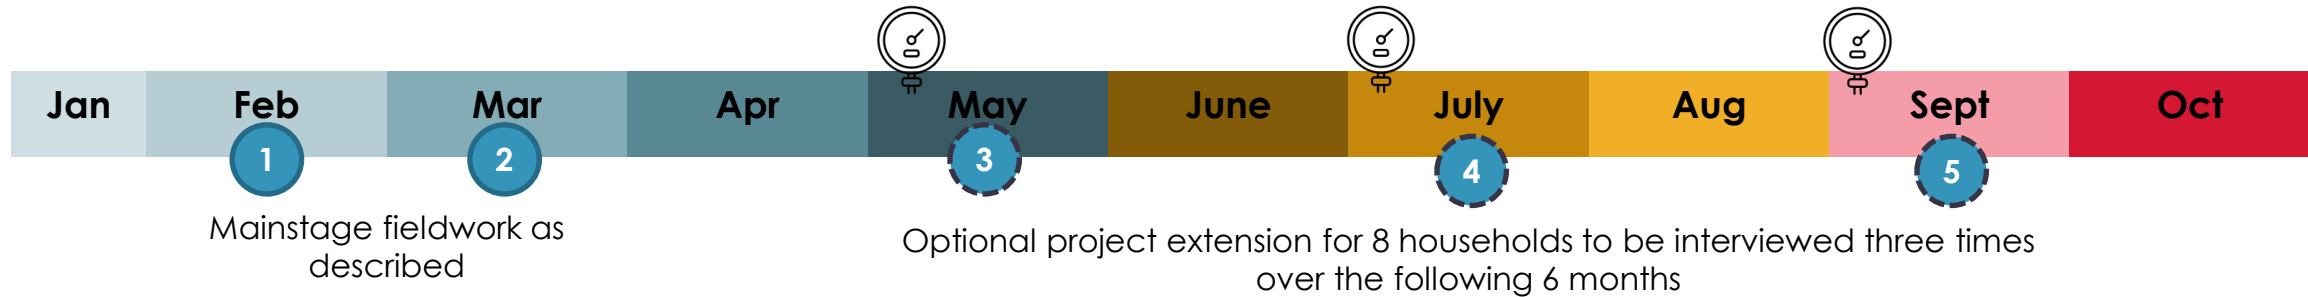 Jan Feb Mar Apr May June July Aug Sept Oct
1 2 3 4 5
Mainstage fieldwork as
described
Optional project extension for 8 households to be interviewed three times
over the following 6 months